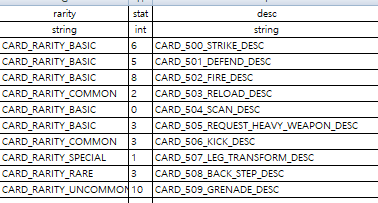 rarity stat desc
string int string
CARD_RARITY_BASIC 6 CARD_500_STRIKE_DESC
CARD_RARITY_BASIC 5 CARD_501_DEFEND_DESC
CARD_RARITY_BASIC 8 CARD_502_FIRE_DESC
CARD_RARITY_COMMON 2 CARD_503_RELOAD_DESC
CARD_RARITY_BASIC 0 CARD_504_SCAN_DESC
CARD_RARITY_BASIC 3 CARD_505_REQUEST_HEAVY_WEAPON_DESC
CARD_RARITY_COMMON 3 CARD_506_KICK_DESC
CARD_RARITY_SPECIAL 1 CARD_507_LEG_TRANSFORM_DESC
CARD_RARITY_RARE 3 CARD_508_BACK_STEP_DESC
CARD_RARITY_UNCOMMON 10 CARD_509_GRENADE_DESC